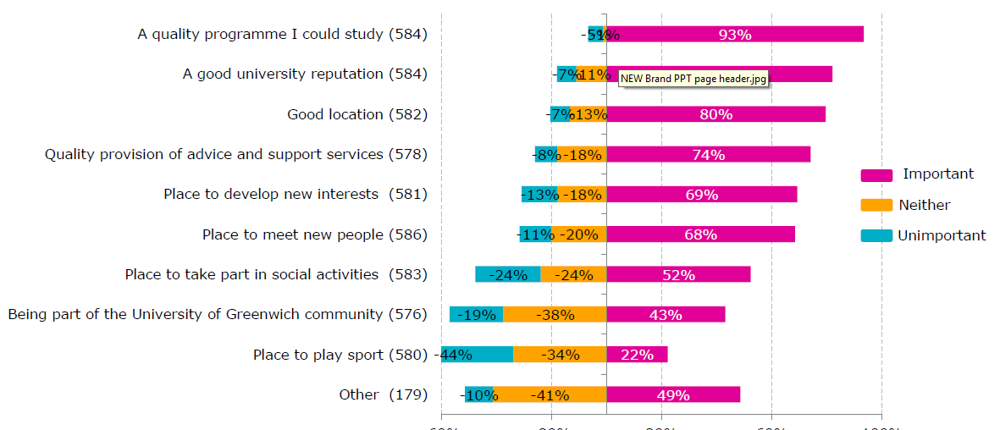 A quality programme I could study (584) -5% 93%
A good university reputation (584) -7% -11% NEW Brand PPT page header.jpg
Good location (582) -7% -13% 80%
Quality provision of advice and support services (578) -8% -18% 74%
Place to develop new interests (581) -13% -18% 69%
Place to meet new people (586) -11% -20% 68%
Place to take part in social activities (583) -24% -24% 52%
Being part of the University of Greenwich community (576) -19% -38% 43%
Place to play sport (580) -44% -34% 22%
Other (179) -10% -41% 49%
Important
Neither
Unimportant